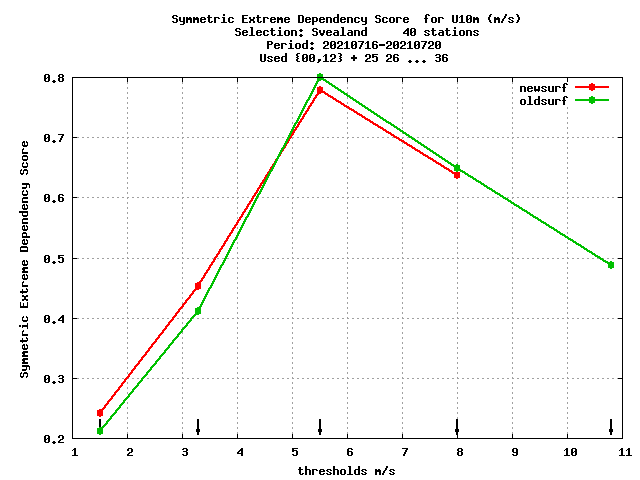 Symmetric Extreme Dependency Score  for U10m (m/s)
Selection: Svealand     40 stations
Period: 20210716-20210720
Used {00,12} + 25 26 ... 36
newsurf
oldsurf
Symmetric Extreme Dependency Score
0.8
0.7
0.6
0.5
0.4
0.3
0.2
1 2 3 4 5 6 7 8 9 10 11
thresholds m/s